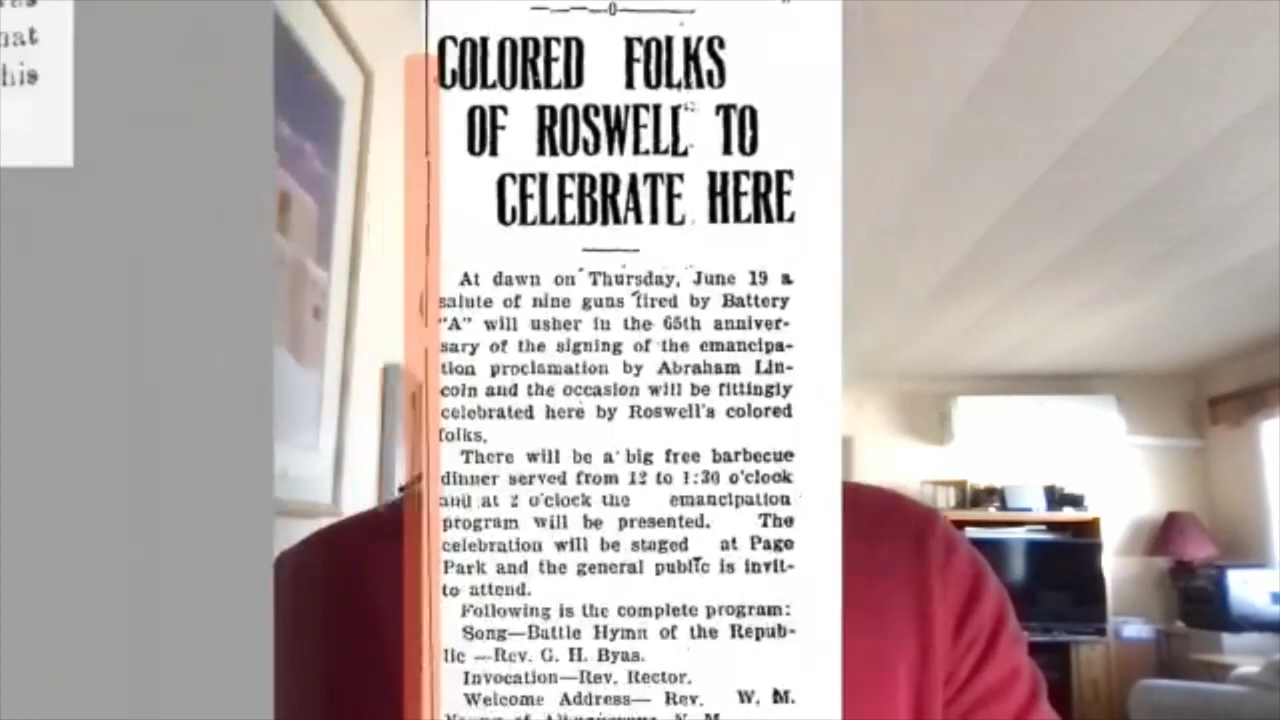 hat
his
COLORED FOLKS
OF ROSWELL TO
CELEBRATE HERE
At dawn on Thursday, June 19 a
salute of nine guns fired by Battery
"A" will usher in the 65th anniver-
sary of the signing of the emancipa-
tion proclamation by Abraham Lin-
coln and the occasion will be fittingly
celebrated here by Roswell's colored
folks.
There will be a big free barbecue
dinner served from 12 to 1:30 o'clock
and at 2 o'clock the emancipation
program will be presented. The
celebration will be staged at Page
Park and the general public is invit-
to attend.
Following is the complete program:
Song—Battle Hymn of the Repub-
lic —Rev. G. H. Byas.
Invocation—Rev. Rector.
Welcome Address— Rev. W. M.
of Albuquerque, N. M.